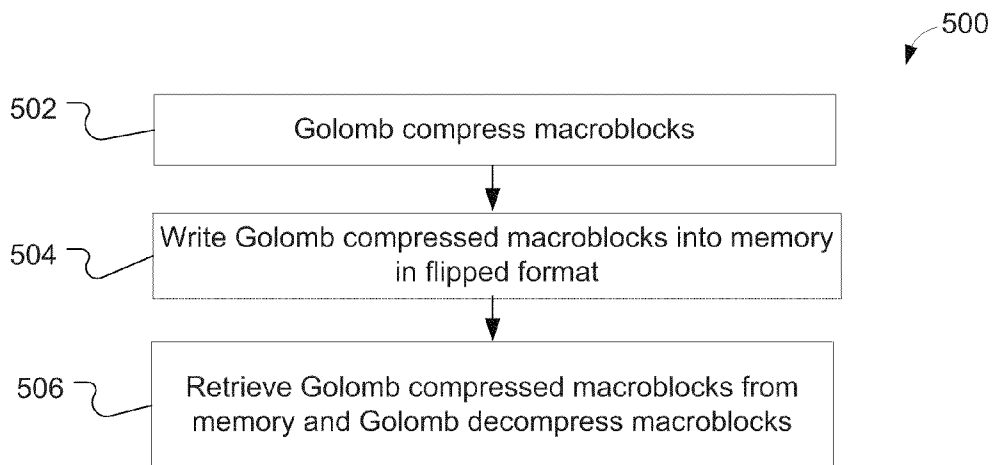 500
502
Golomb compress macroblocks
504
Write Golomb compressed macroblocks into memory
in flipped format
506
Retrieve Golomb compressed macroblocks from
memory and Golomb decompress macroblocks